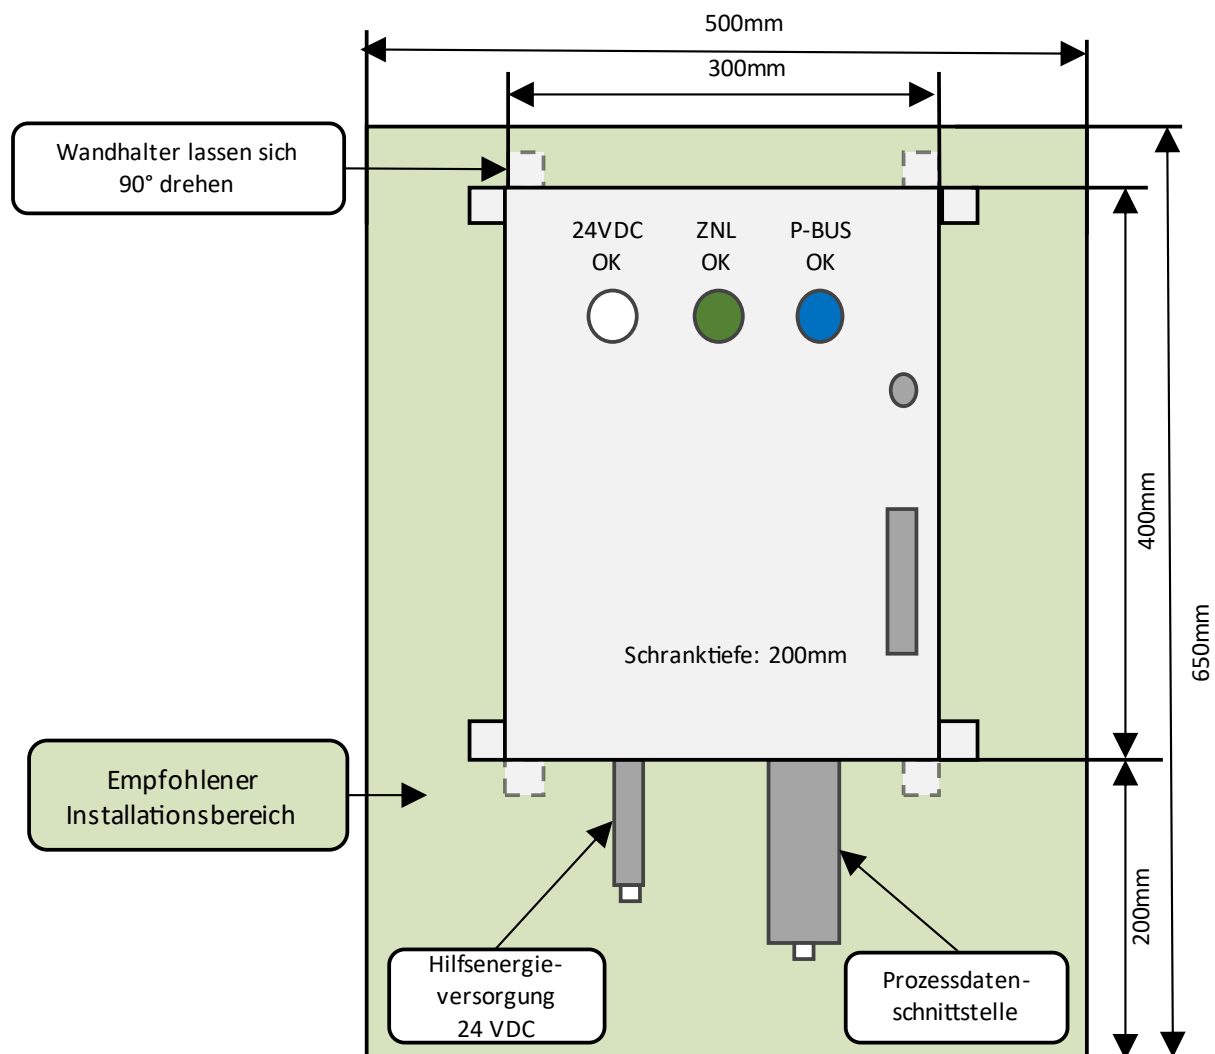 500mm
300mm
Wandhalter lassen sich
90° drehen
24VDC
OK
ZNL
OK
P-BUS
OK
400mm
650mm
Schranktiefe: 200mm
Empfohlener
Installationsbereich
200mm
Hilfsenergie-
versorgung
24 VDC
Prozessdaten-
schnittstelle